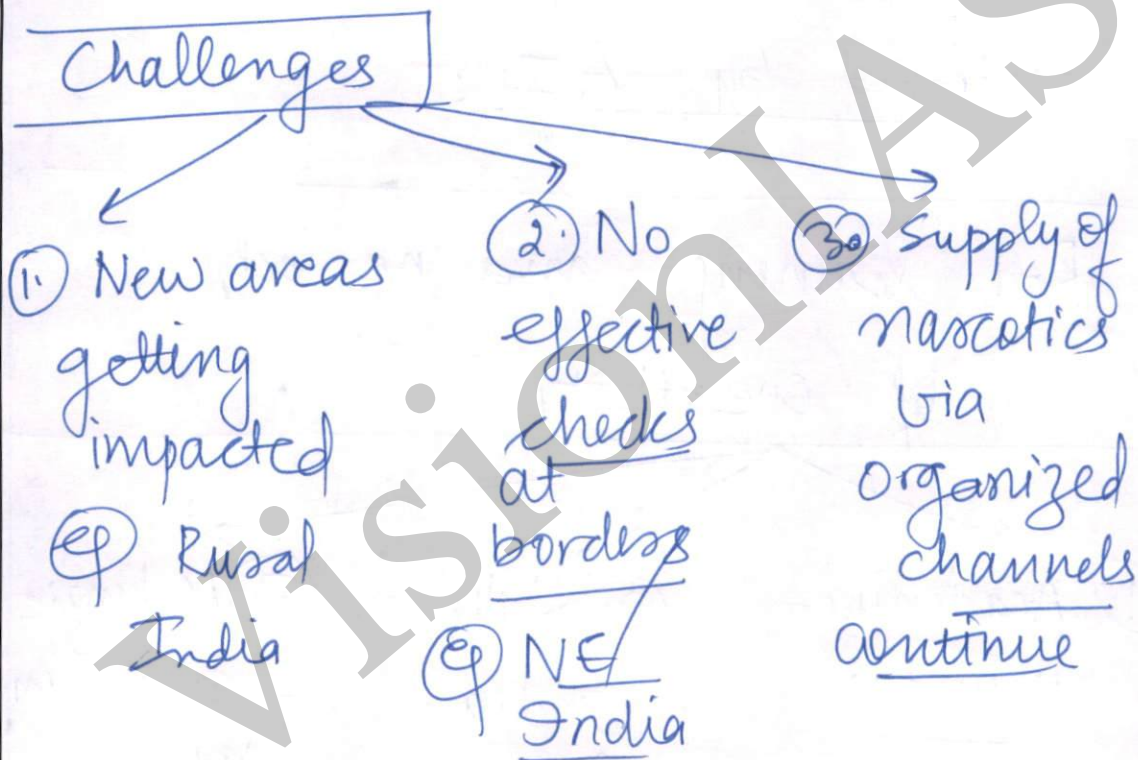 Challenges
① New areas
getting
impacted
eg Rural
India
② No
effective
checks
at
borders
eg NE
India
③ Supply of
narcotics
via
organized
channels
continue
VisionIAS